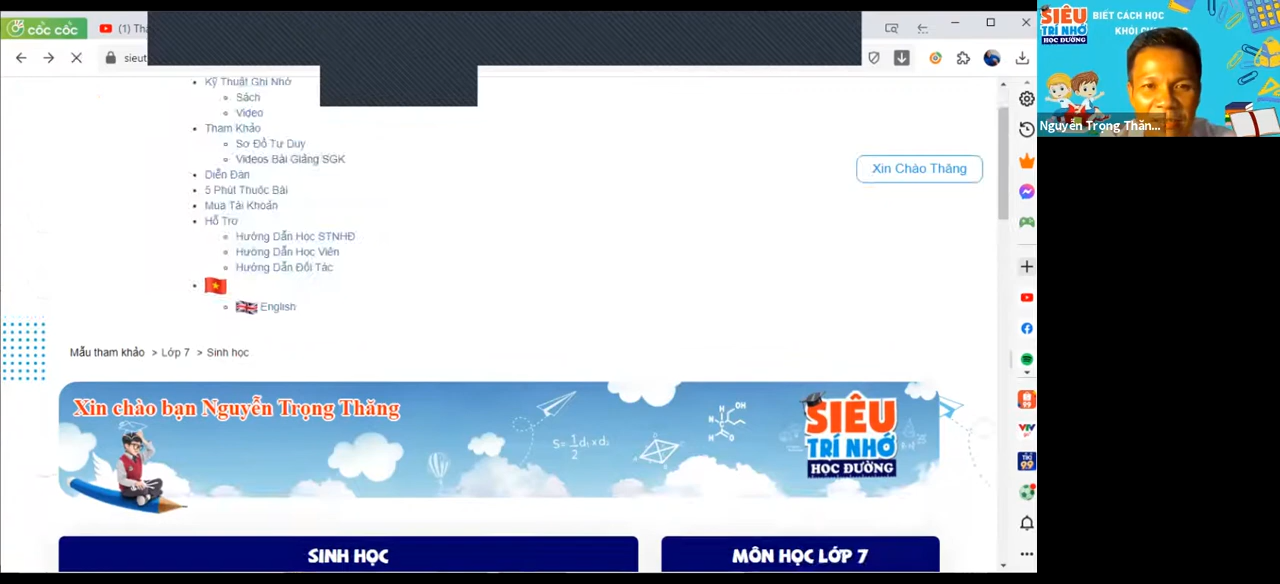 cốc cốc
(1) Th
sieut
Kỹ Thuật Ghi Nhớ
Sách
Video
Tham Khảo
Sơ Đồ Tư Duy
Videos Bài Giảng SGK
Diễn Đàn
5 Phút Thuộc Bài
Mua Tài Khoản
Hỗ Trợ
Hướng Dẫn Học STNHĐ
Hướng Dẫn Học Viên
Hướng Dẫn Đối Tác
English
Xin Chào Thăng
Mẫu tham khảo > Lớp 7 > Sinh học
Xin chào bạn Nguyễn Trọng Thăng
SIÊU
TRÍ NHỚ
HỌC ĐƯỜNG
SINH HỌC
MÔN HỌC LỚP 7
SIÊU
TRÍ NHỚ
HỌC ĐƯỜNG
BIẾT CÁCH HỌC
Nguyễn Trọng Thăn...